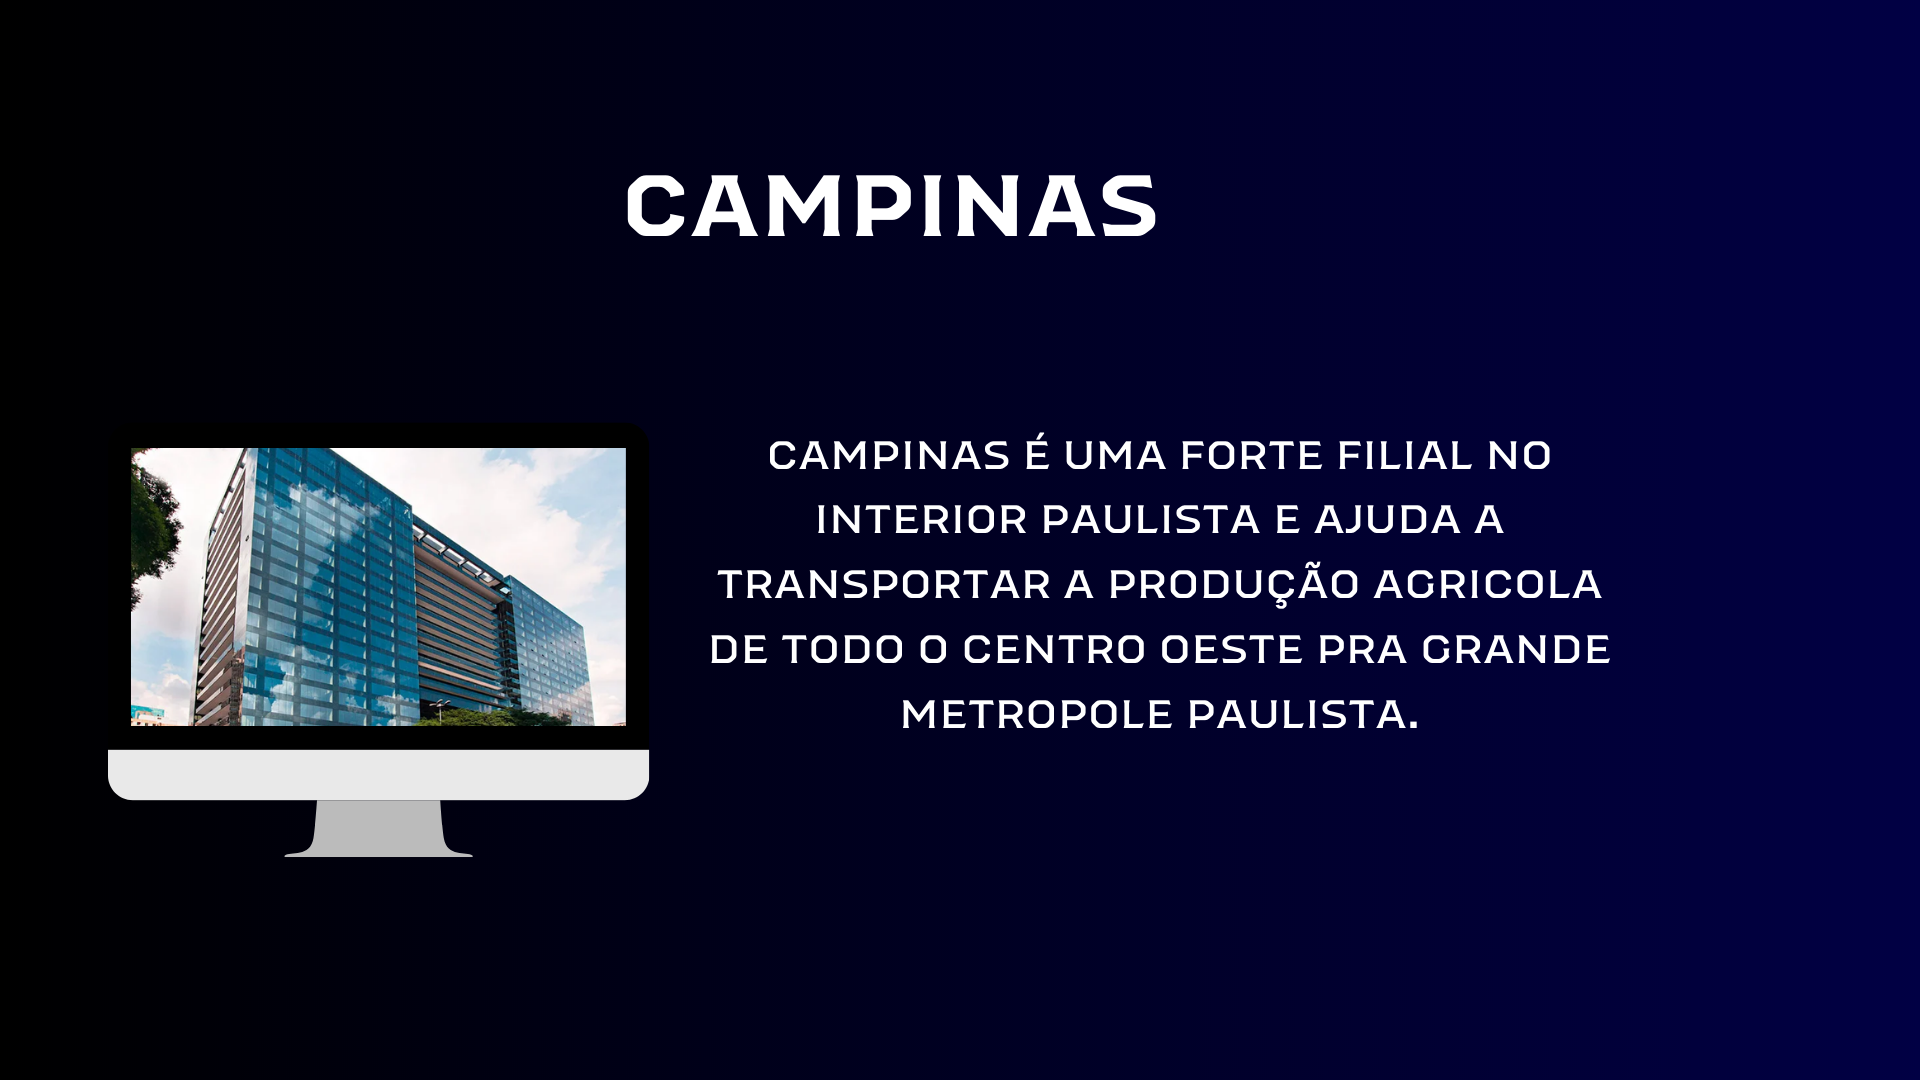 CAMPINAS
CAMPINAS É UMA FORTE FILIAL NO
INTERIOR PAULISTA E AJUDA A
TRANSPORTAR A PRODUÇÃO AGRICOLA
DE TODO O CENTRO OESTE PRA GRANDE
METROPOLE PAULISTA.